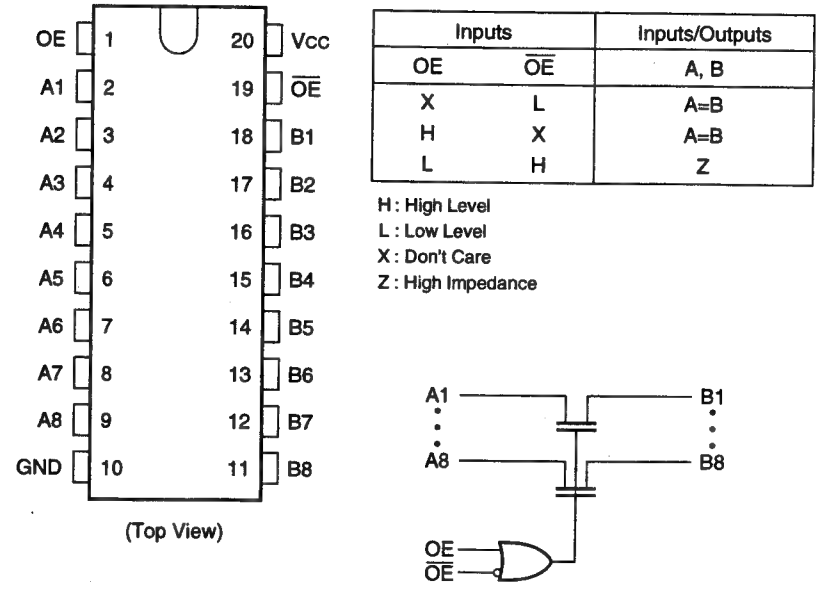 OE 1 20 Vcc
A1 2 19 O̅E̅
A2 3 18 B1
A3 4 17 B2
A4 5 16 B3
A5 6 15 B4
A6 7 14 B5
A7 8 13 B6
A8 9 12 B7
GND 10 11 B8
(Top View)
Inputs Inputs/Outputs
OE O̅E̅ A, B
X L A=B
H X A=B
L H Z
H : High Level
L : Low Level
X : Don't Care
Z : High Impedance
A1 B1
A8 B8
OE
O̅E̅